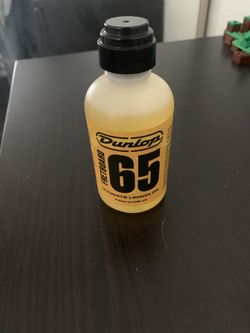 Dunlop
FRETBOARD
65
ULTIMATE LEMON OIL